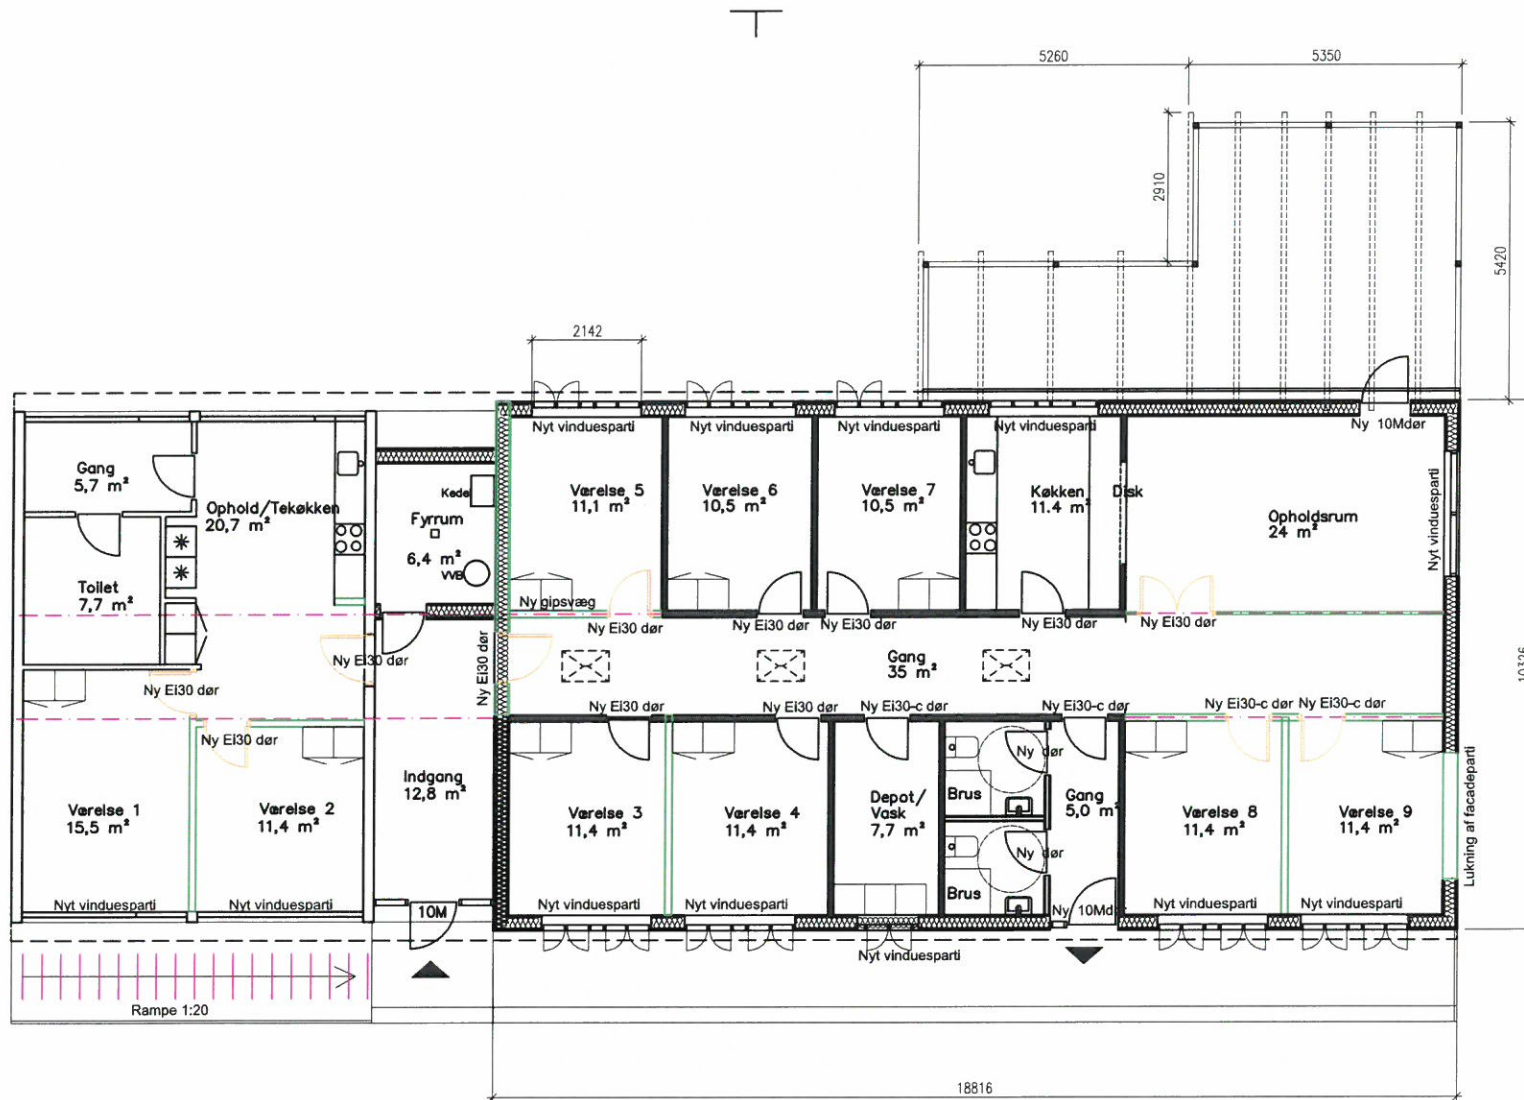 5260
5350
2910
5420
2142
Nyt vinduesparti
Nyt vinduesparti
Nyt vinduesparti
Nyt vinduesparti
Ny 10Mdør
Gang
5,7 m²
Ophold/Tekøkken
20,7 m²
Kedel
Fyrrum
6,4 m²
VVB
Værelse 5
11,1 m²
Værelse 6
10,5 m²
Værelse 7
10,5 m²
Køkken
11.4 m²
Disk
Opholdsrum
24 m²
Nyt vinduesparti
Toilet
7,7 m²
Ny gipsvæg
Ny Ei30 dør
Ny Ei30 dør
Ny Ei30 dør
Ny Ei30 dør
Ny Ei30 dør
Ny Ei30 dør
Ny Ei30 dør
Gang
35 m²
10326
Ny Ei30 dør
Ny Ei30 dør
Ny Ei30 dør
Ny Ei30 dør
Ny Ei30-c dør
Ny Ei30-c dør
Ny Ei30-c dør
Ny Ei30-c dør
Værelse 1
15,5 m²
Værelse 2
11,4 m²
Indgang
12,8 m²
Værelse 3
11,4 m²
Værelse 4
11,4 m²
Depot/
Vask
7,7 m²
Ny dør
Brus
Ny dør
Brus
Gang
5,0 m²
Værelse 8
11,4 m²
Værelse 9
11,4 m²
Lukning af facadeparti
Nyt vinduesparti
Nyt vinduesparti
10M
Nyt vinduesparti
Nyt vinduesparti
Ny 10Md
Nyt vinduesparti
Nyt vinduesparti
Nyt vinduesparti
Rampe 1:20
18816